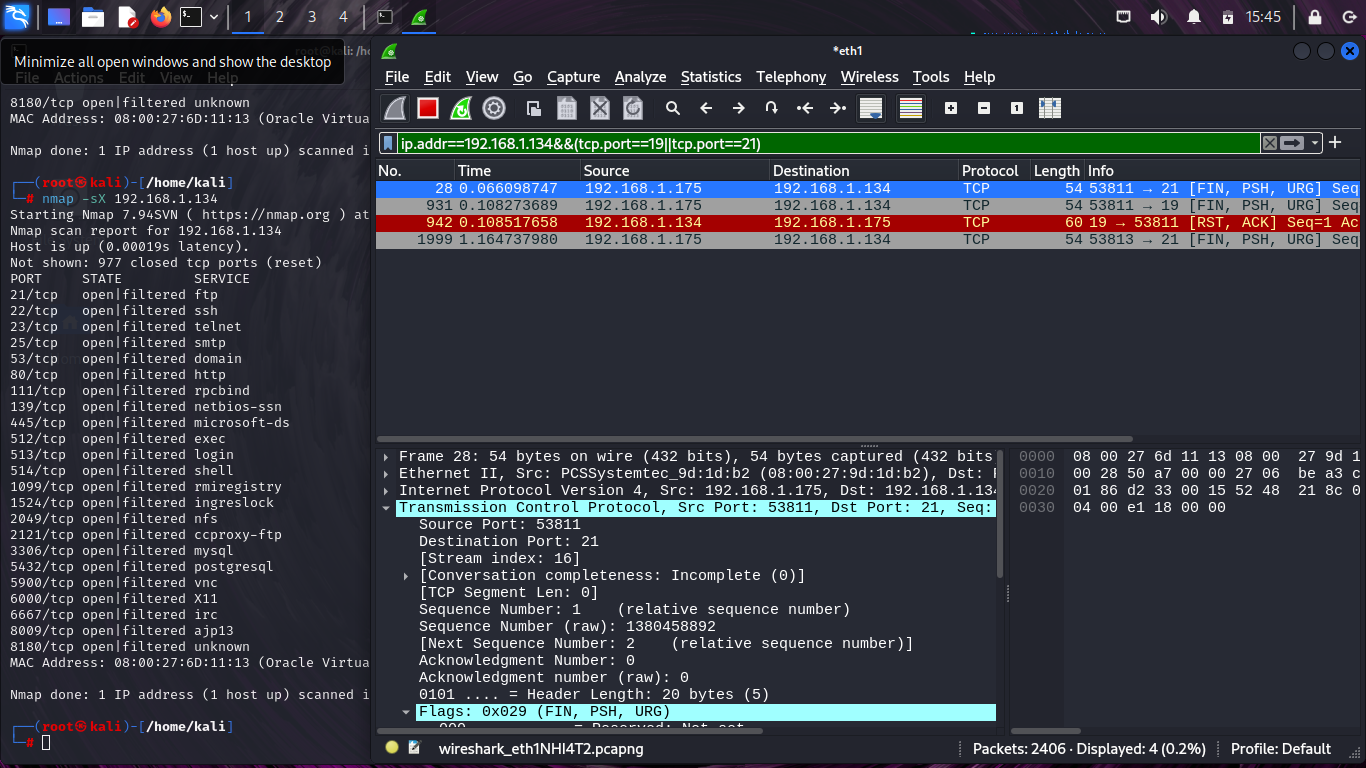 1 2 3 4 15:45
root@kali: /ho
Minimize all open windows and show the desktop
File Actions Edit View Help
8180/tcp open|filtered unknown
MAC Address: 08:00:27:6D:11:13 (Oracle Virtua
Nmap done: 1 IP address (1 host up) scanned i
┌──(root㉿kali)-[/home/kali]
└─# nmap -sX 192.168.1.134
Starting Nmap 7.94SVN ( https://nmap.org ) at
Nmap scan report for 192.168.1.134
Host is up (0.00019s latency).
Not shown: 977 closed tcp ports (reset)
PORT STATE SERVICE
21/tcp open|filtered ftp
22/tcp open|filtered ssh
23/tcp open|filtered telnet
25/tcp open|filtered smtp
53/tcp open|filtered domain
80/tcp open|filtered http
111/tcp open|filtered rpcbind
139/tcp open|filtered netbios-ssn
445/tcp open|filtered microsoft-ds
512/tcp open|filtered exec
513/tcp open|filtered login
514/tcp open|filtered shell
1099/tcp open|filtered rmiregistry
1524/tcp open|filtered ingreslock
2049/tcp open|filtered nfs
2121/tcp open|filtered ccproxy-ftp
3306/tcp open|filtered mysql
5432/tcp open|filtered postgresql
5900/tcp open|filtered vnc
6000/tcp open|filtered X11
6667/tcp open|filtered irc
8009/tcp open|filtered ajp13
8180/tcp open|filtered unknown
MAC Address: 08:00:27:6D:11:13 (Oracle Virtua
Nmap done: 1 IP address (1 host up) scanned i
┌──(root㉿kali)-[/home/kali]
└─#
*eth1
File Edit View Go Capture Analyze Statistics Telephony Wireless Tools Help
ip.addr==192.168.1.134&&(tcp.port==19||tcp.port==21)
No. Time Source Destination Protocol Length Info
28 0.066098747 192.168.1.175 192.168.1.134 TCP 54 53811 → 21 [FIN, PSH, URG] Seq
931 0.108273689 192.168.1.175 192.168.1.134 TCP 54 53811 → 19 [FIN, PSH, URG] Seq
942 0.108517658 192.168.1.134 192.168.1.175 TCP 60 19 → 53811 [RST, ACK] Seq=1 Ac
1999 1.164737980 192.168.1.175 192.168.1.134 TCP 54 53813 → 21 [FIN, PSH, URG] Seq
Frame 28: 54 bytes on wire (432 bits), 54 bytes captured (432 bits
Ethernet II, Src: PCSSystemtec_9d:1d:b2 (08:00:27:9d:1d:b2), Dst:
Internet Protocol Version 4, Src: 192.168.1.175, Dst: 192.168.1.134
Transmission Control Protocol, Src Port: 53811, Dst Port: 21, Seq:
Source Port: 53811
Destination Port: 21
[Stream index: 16]
[Conversation completeness: Incomplete (0)]
[TCP Segment Len: 0]
Sequence Number: 1 (relative sequence number)
Sequence Number (raw): 1380458892
[Next Sequence Number: 2 (relative sequence number)]
Acknowledgment Number: 0
Acknowledgment number (raw): 0
0101 .... = Header Length: 20 bytes (5)
Flags: 0x029 (FIN, PSH, URG)
000. .... .... = Reserved: Not set
0000 08 00 27 6d 11 13 08 00 27 9d 1
0010 00 28 50 a7 00 00 27 06 be a3 c
0020 01 86 d2 33 00 15 52 48 21 8c 0
0030 04 00 e1 18 00 00
wireshark_eth1NHI4T2.pcapng Packets: 2406 · Displayed: 4 (0.2%) Profile: Default